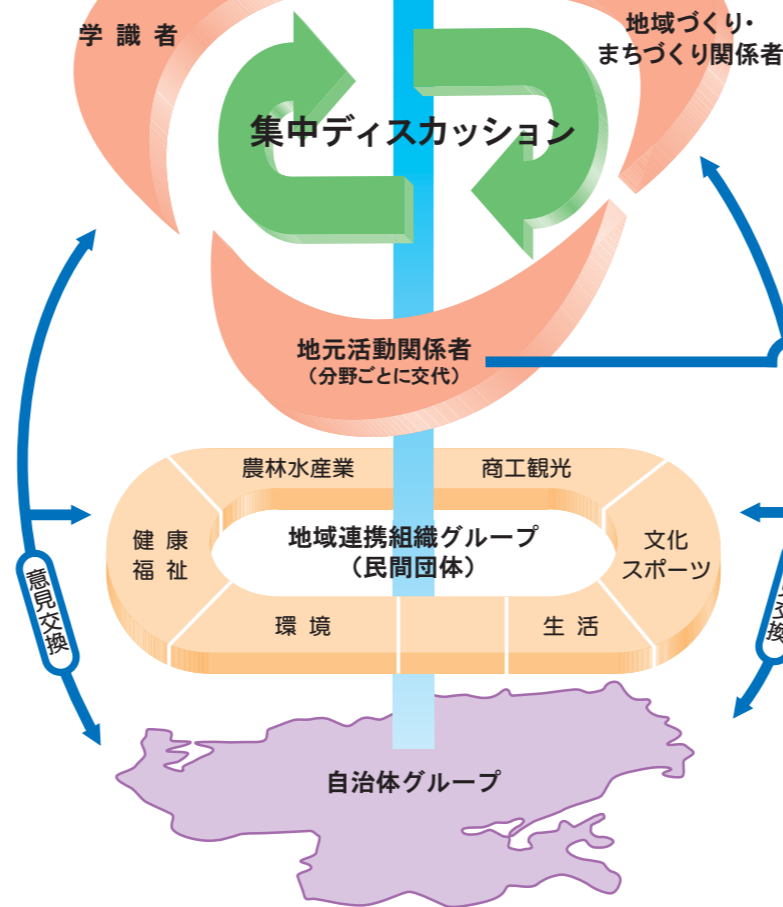 学識者
地域づくり・
まちづくり関係者
集中ディスカッション
地元活動関係者
（分野ごとに交代）
農林水産業
商工観光
健康
福祉
地域連携組織グループ
（民間団体）
文化
スポーツ
環境
生活
意見交換
交換
自治体グループ